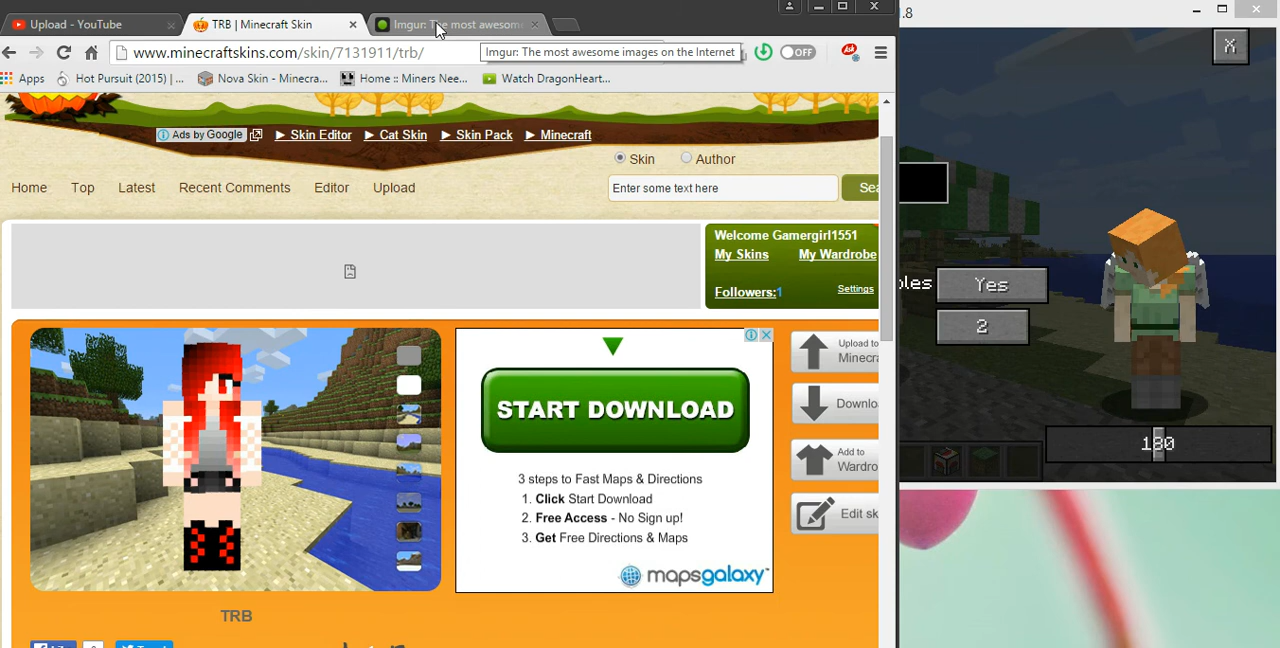 Upload - YouTube
TRB | Minecraft Skin
Imgur: The most awesom
.8
www.minecraftskins.com/skin/7131911/trb/
Imgur: The most awesome images on the Internet
OFF
Ask
Apps
Hot Pursuit (2015) | ...
Nova Skin - Minecra...
Home :: Miners Nee...
Watch DragonHeart...
X
Ads by Google
Skin Editor
Cat Skin
Skin Pack
Minecraft
Skin
Author
Home
Top
Latest
Recent Comments
Editor
Upload
Enter some text here
Sea
Welcome Gamergirl1551
My Skins
My Wardrobe
Followers:1
Settings
START DOWNLOAD
3 steps to Fast Maps & Directions
1. Click Start Download
2. Free Access - No Sign up!
3. Get Free Directions & Maps
mapsgalaxy
Upload to
Minecra
Downlo
Add to
Wardro
Edit sk
TRB
bles
Yes
2
180